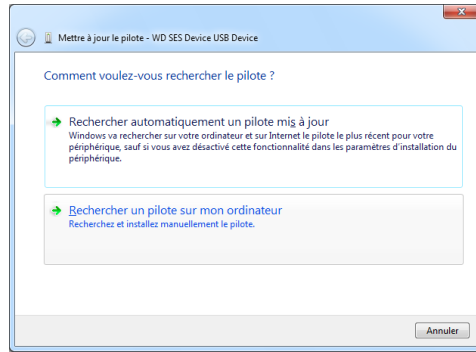 Mettre à jour le pilote - WD SES Device USB Device
Comment voulez-vous rechercher le pilote ?
Rechercher automatiquement un pilote mis à jour
Windows va rechercher sur votre ordinateur et sur Internet le pilote le plus récent pour votre
périphérique, sauf si vous avez désactivé cette fonctionnalité dans les paramètres d'installation du
périphérique.
Rechercher un pilote sur mon ordinateur
Recherchez et installez manuellement le pilote.
Annuler